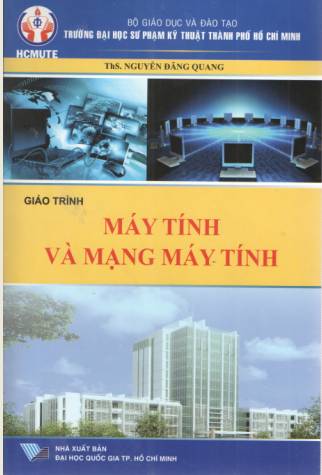 BỘ GIÁO DỤC VÀ ĐÀO TẠO
TRƯỜNG ĐẠI HỌC SƯ PHẠM KỸ THUẬT THÀNH PHỐ HỒ CHÍ MINH
HCMUTE
ThS. NGUYỄN ĐĂNG QUANG
GIÁO TRÌNH
MÁY TÍNH
VÀ MẠNG MÁY TÍNH
NHÀ XUẤT BẢN
ĐẠI HỌC QUỐC GIA TP. HỒ CHÍ MINH